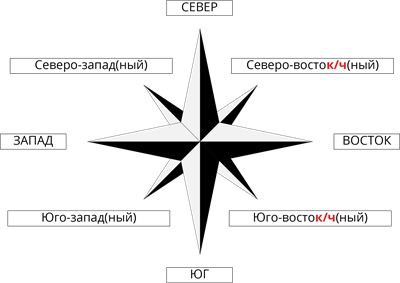 СЕВЕР
Северо-запад(ный)
Северо-восток/ч(ный)
ЗАПАД
ВОСТОК
Юго-запад(ный)
Юго-восток/ч(ный)
ЮГ